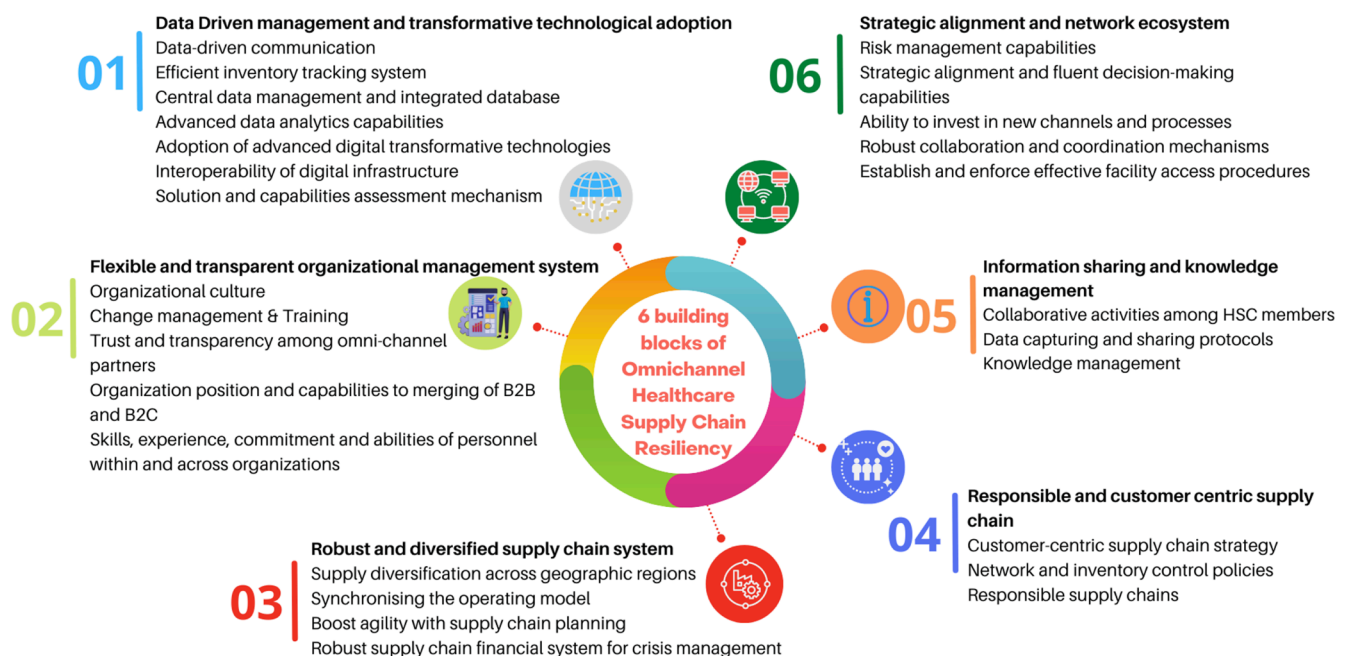 01
Data Driven management and transformative technological adoption
Data-driven communication
Efficient inventory tracking system
Central data management and integrated database
Advanced data analytics capabilities
Adoption of advanced digital transformative technologies
Interoperability of digital infrastructure
Solution and capabilities assessment mechanism
02
Flexible and transparent organizational management system
Organizational culture
Change management & Training
Trust and transparency among omni-channel
partners
Organization position and capabilities to merging of B2B
and B2C
Skills, experience, commitment and abilities of personnel
within and across organizations
03
Robust and diversified supply chain system
Supply diversification across geographic regions
Synchronising the operating model
Boost agility with supply chain planning
Robust supply chain financial system for crisis management
6 building
blocks of
Omnichannel
Healthcare
Supply Chain
Resiliency
04
Responsible and customer centric supply
chain
Customer-centric supply chain strategy
Network and inventory control policies
Responsible supply chains
05
Information sharing and knowledge
management
Collaborative activities among HSC members
Data capturing and sharing protocols
Knowledge management
06
Strategic alignment and network ecosystem
Risk management capabilities
Strategic alignment and fluent decision-making
capabilities
Ability to invest in new channels and processes
Robust collaboration and coordination mechanisms
Establish and enforce effective facility access procedures